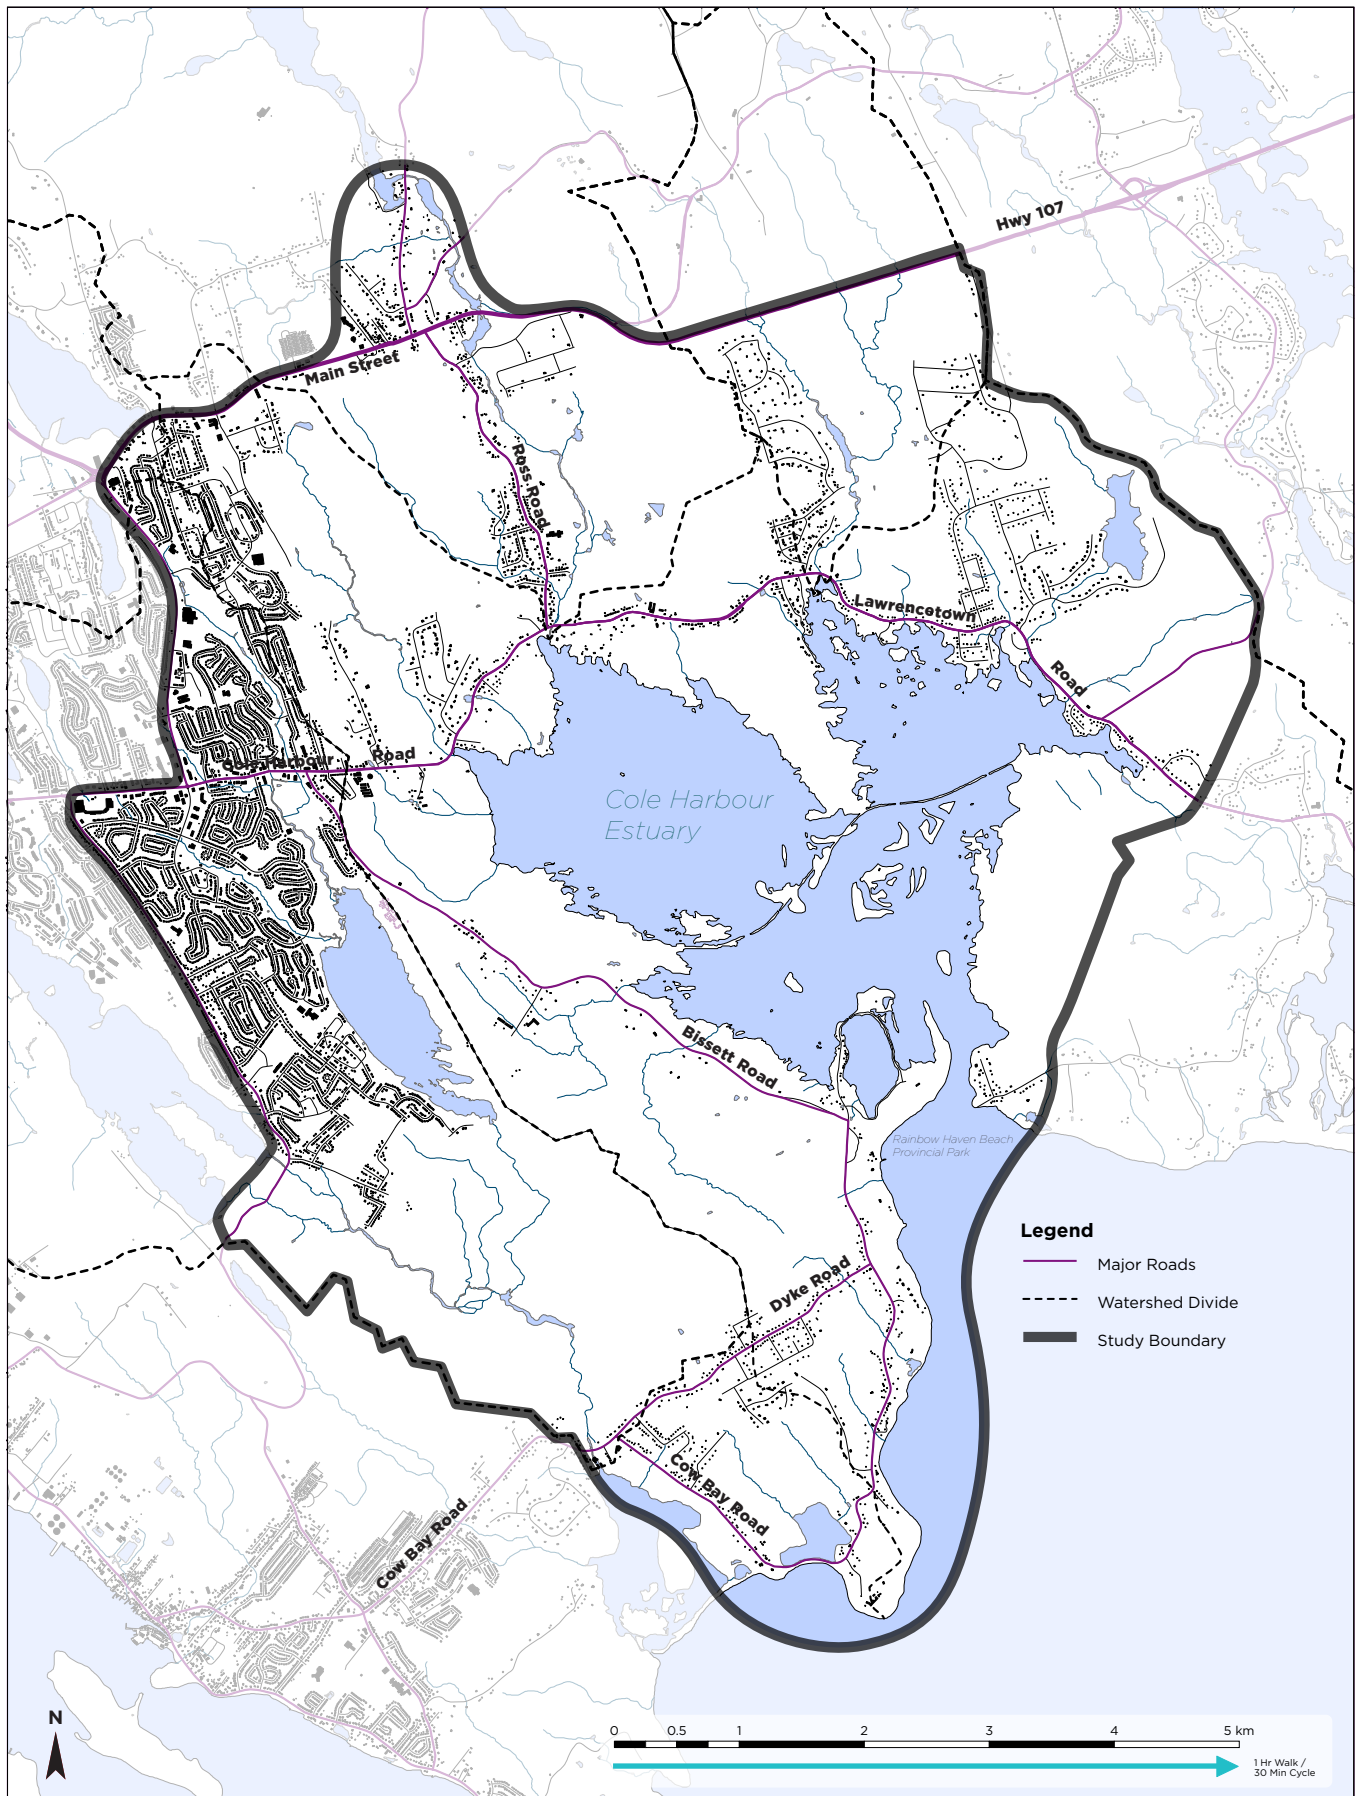 Hwy 107
Main Street
Ross Road
Lawrencetown
Road
Cole Harbour
Road
Cole Harbour
Estuary
Bissett Road
Rainbow Haven Beach
Provincial Park
Legend
Major Roads
Watershed Divide
Study Boundary
Dyke Road
Cow Bay Road
Cow Bay Road
N
0 0.5 1 2 3 4 5 km
1 Hr Walk /
30 Min Cycle